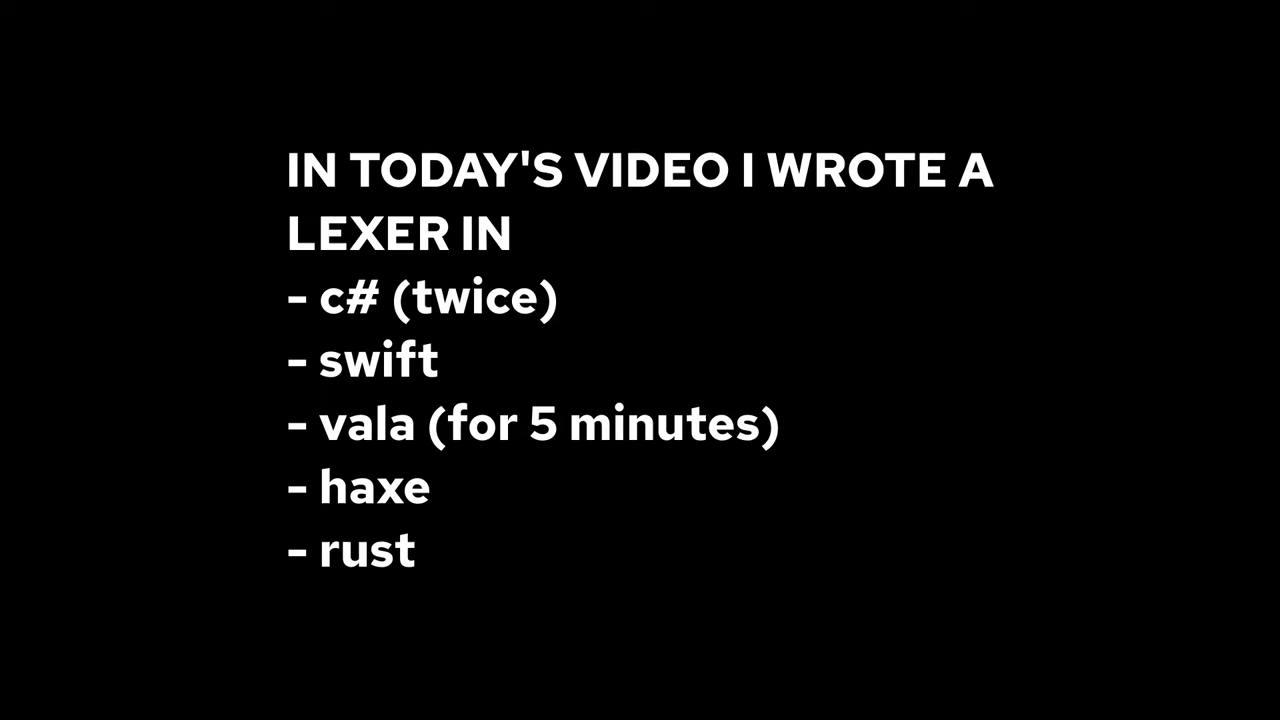 IN TODAY'S VIDEO I WROTE A
LEXER IN
- c# (twice)
- swift
- vala (for 5 minutes)
- haxe
- rust